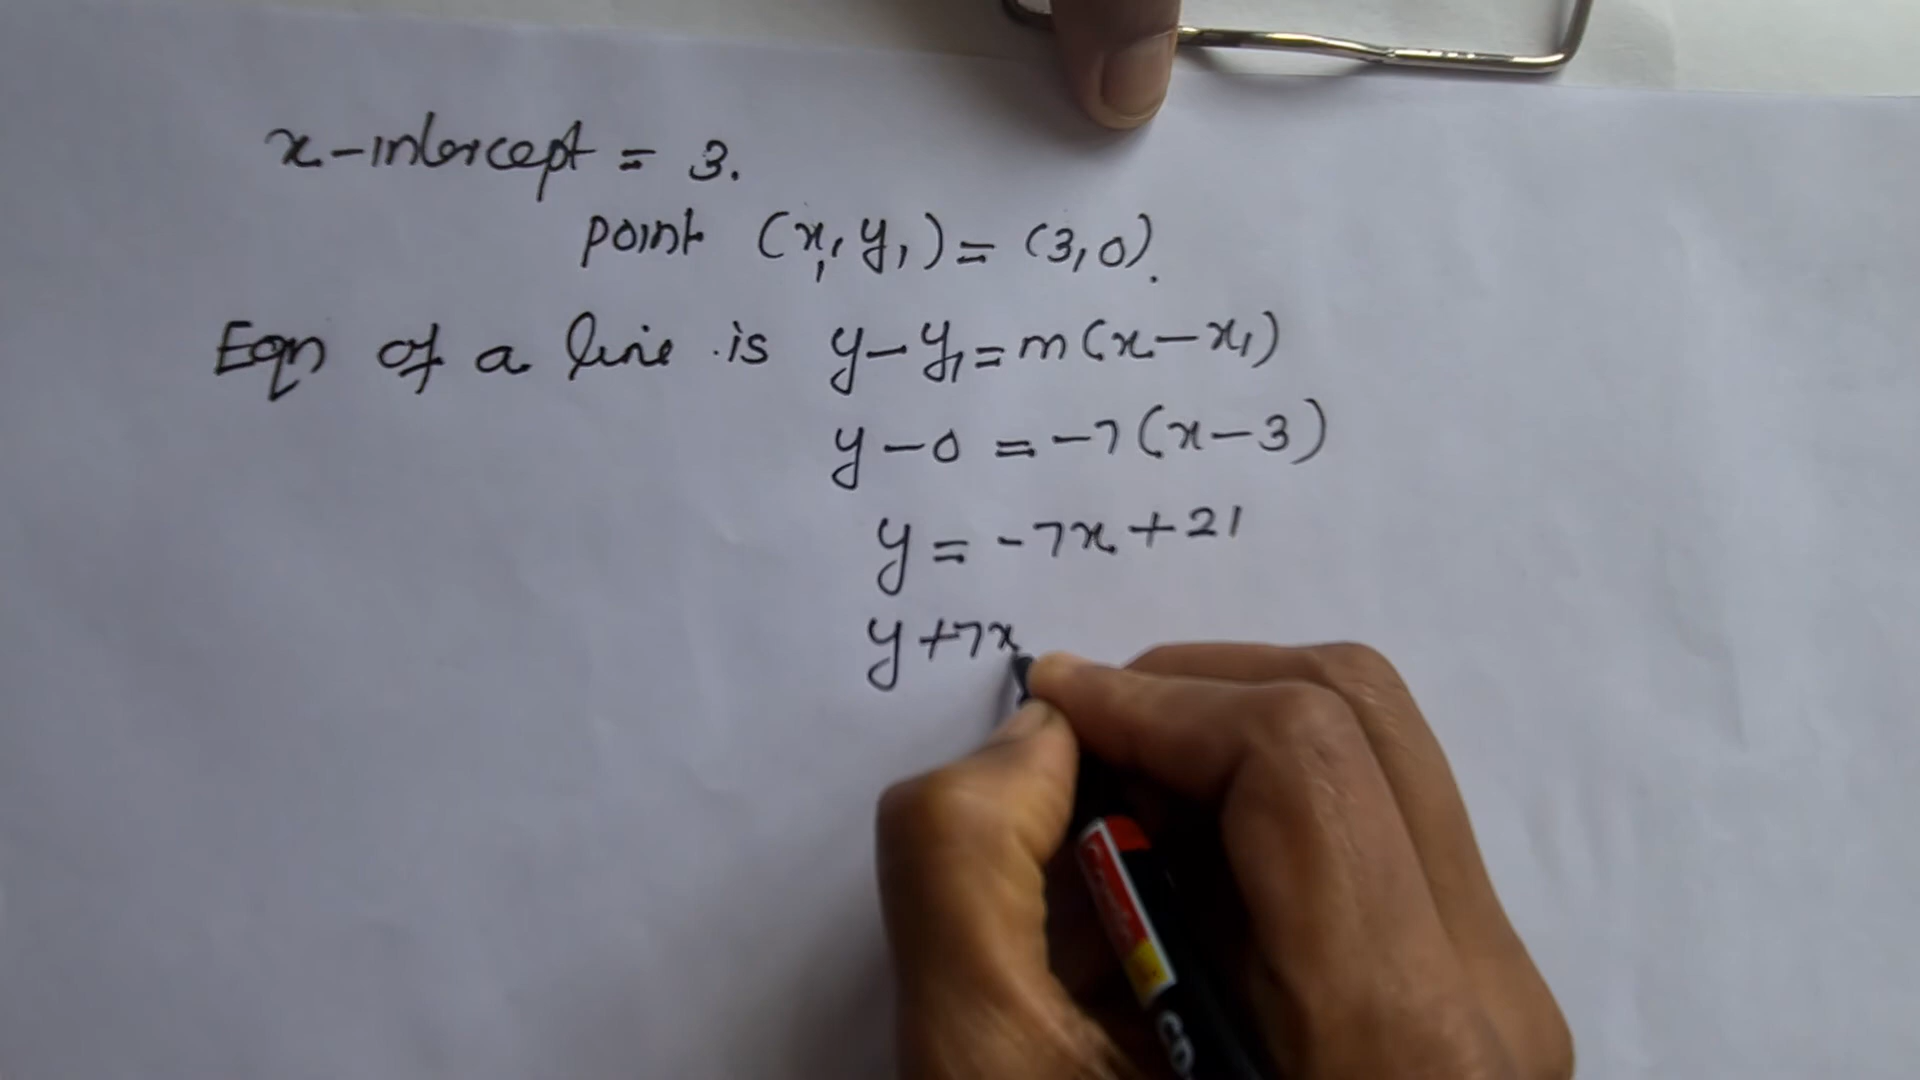 x-intercept = 3.
point (x₁, y₁) = (3, 0).
Eqn of a line is y - y₁ = m(x - x₁)
y - 0 = -7(x - 3)
y = -7x + 21
y + 7x
CD